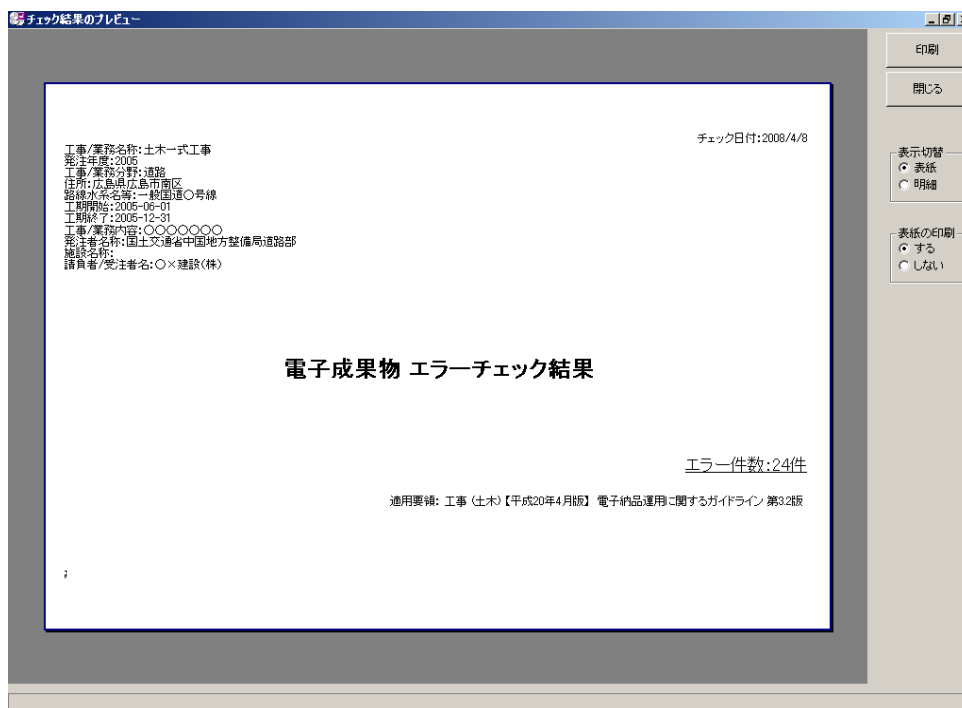 チェック結果のプレビュー
印刷
閉じる
チェック日付:2008/4/8
工事/業務名称:土木一式工事
発注年度:2005
工事/業務分野:道路
住所:広島県広島市南区
路線水系名等:一般国道○号線
工期開始:2005-06-01
工期終了:2005-12-31
工事/業務内容:○○○○○○○
発注者名称:国土交通省中国地方整備局道路部
施設名称:
請負者/受注者名:○×建設(株)
表示切替
表紙
明細
表紙の印刷
する
しない
電子成果物 エラーチェック結果
エラー件数:24件
適用要領: 工事(土木)【平成20年4月版】 電子納品運用に関するガイドライン 第3.2版
;